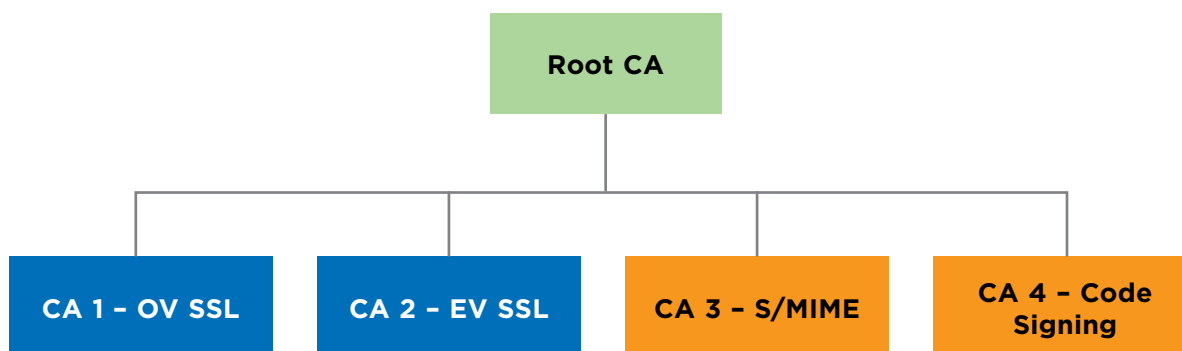 Root CA
CA 1 – OV SSL
CA 2 – EV SSL
CA 3 – S/MIME
CA 4 – Code
Signing